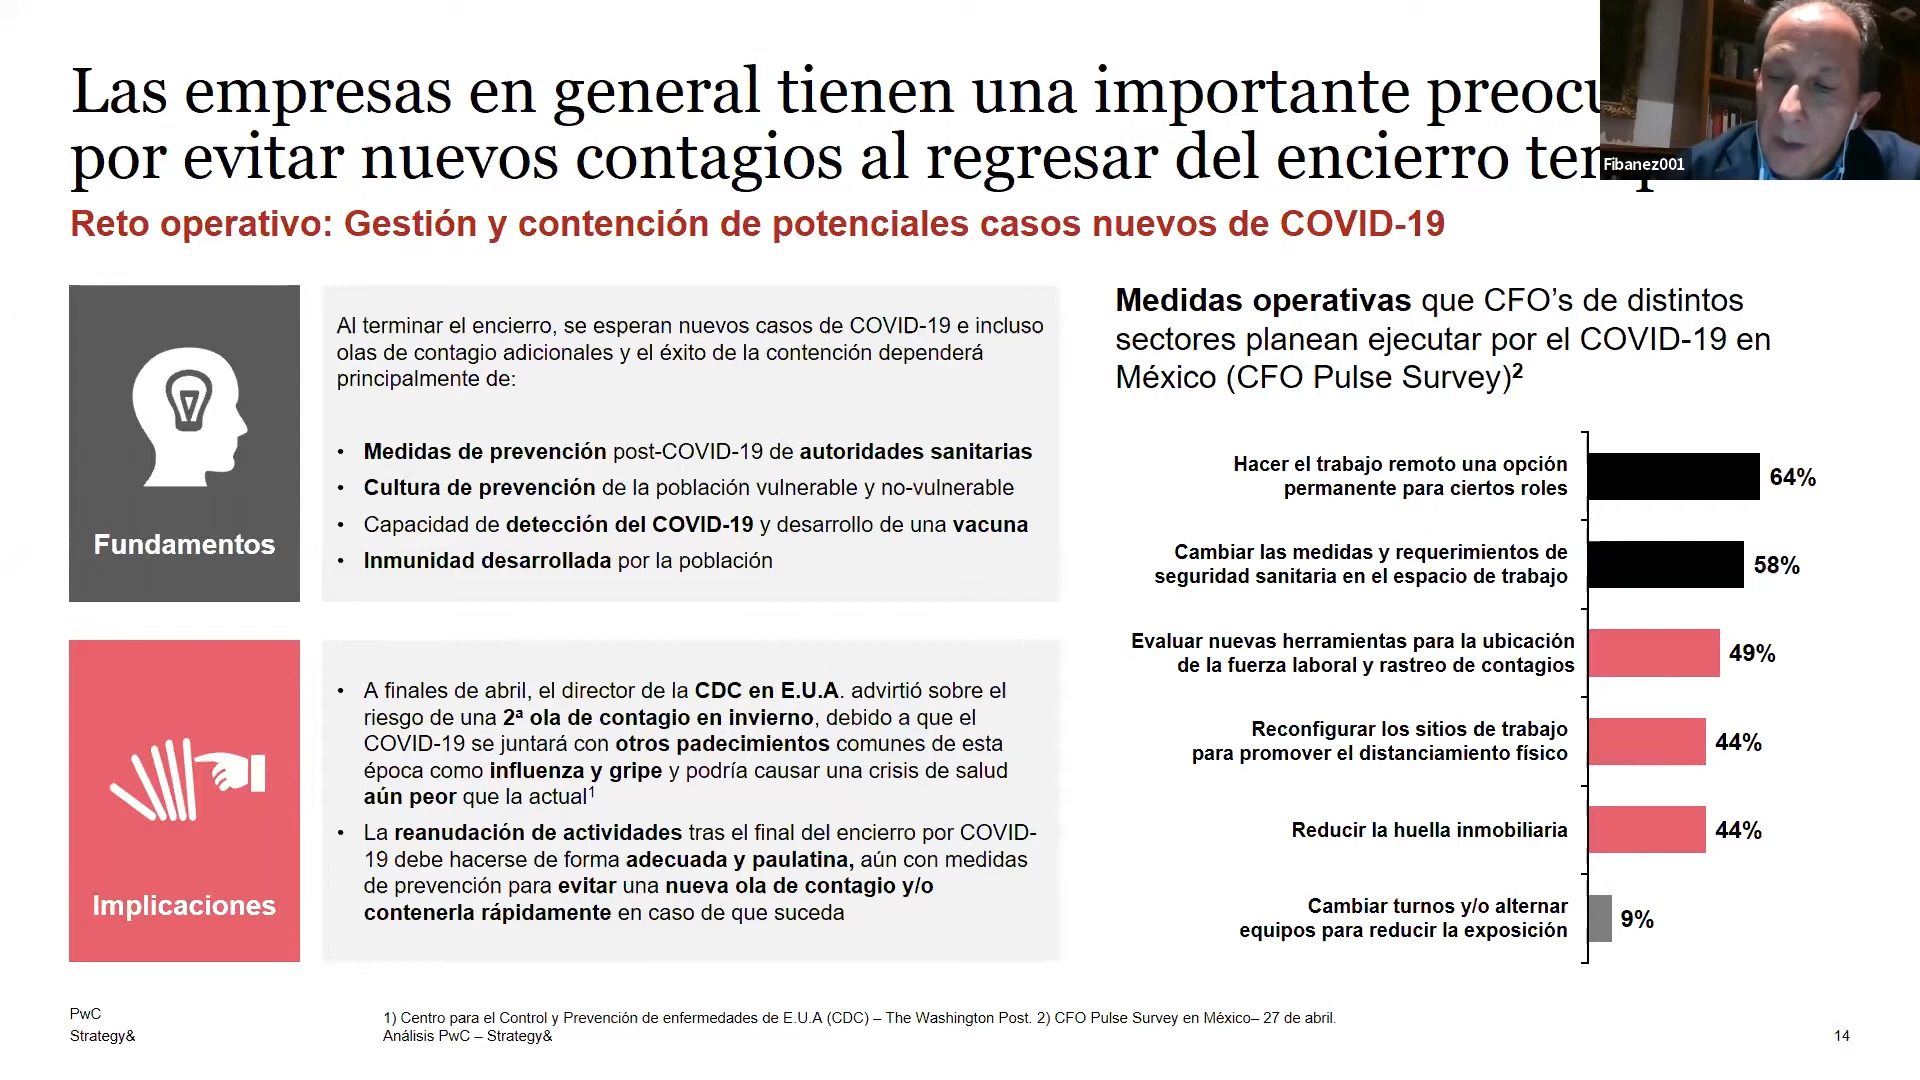 Las empresas en general tienen una importante
por evitar nuevos contagios al regresar del encierro
Fibanez001
Reto operativo: Gestión y contención de potenciales casos nuevos de COVID-19
Fundamentos
Al terminar el encierro, se esperan nuevos casos de COVID-19 e incluso
olas de contagio adicionales y el éxito de la contención dependerá
principalmente de:
• Medidas de prevención post-COVID-19 de autoridades sanitarias
• Cultura de prevención de la población vulnerable y no-vulnerable
• Capacidad de detección del COVID-19 y desarrollo de una vacuna
• Inmunidad desarrollada por la población
Implicaciones
• A finales de abril, el director de la CDC en E.U.A. advirtió sobre el
riesgo de una 2ª ola de contagio en invierno, debido a que el
COVID-19 se juntará con otros padecimientos comunes de esta
época como influenza y gripe y podría causar una crisis de salud
aún peor que la actual¹
• La reanudación de actividades tras el final del encierro por COVID-
19 debe hacerse de forma adecuada y paulatina, aún con medidas
de prevención para evitar una nueva ola de contagio y/o
contenerla rápidamente en caso de que suceda
Medidas operativas que CFO’s de distintos
sectores planean ejecutar por el COVID-19 en
México (CFO Pulse Survey)²
Hacer el trabajo remoto una opción
permanente para ciertos roles
64%
Cambiar las medidas y requerimientos de
seguridad sanitaria en el espacio de trabajo
58%
Evaluar nuevas herramientas para la ubicación
de la fuerza laboral y rastreo de contagios
49%
Reconfigurar los sitios de trabajo
para promover el distanciamiento físico
44%
Reducir la huella inmobiliaria
44%
Cambiar turnos y/o alternar
equipos para reducir la exposición
9%
PwC
Strategy&
1) Centro para el Control y Prevención de enfermedades de E.U.A (CDC) – The Washington Post. 2) CFO Pulse Survey en México– 27 de abril.
Análisis PwC – Strategy&
14